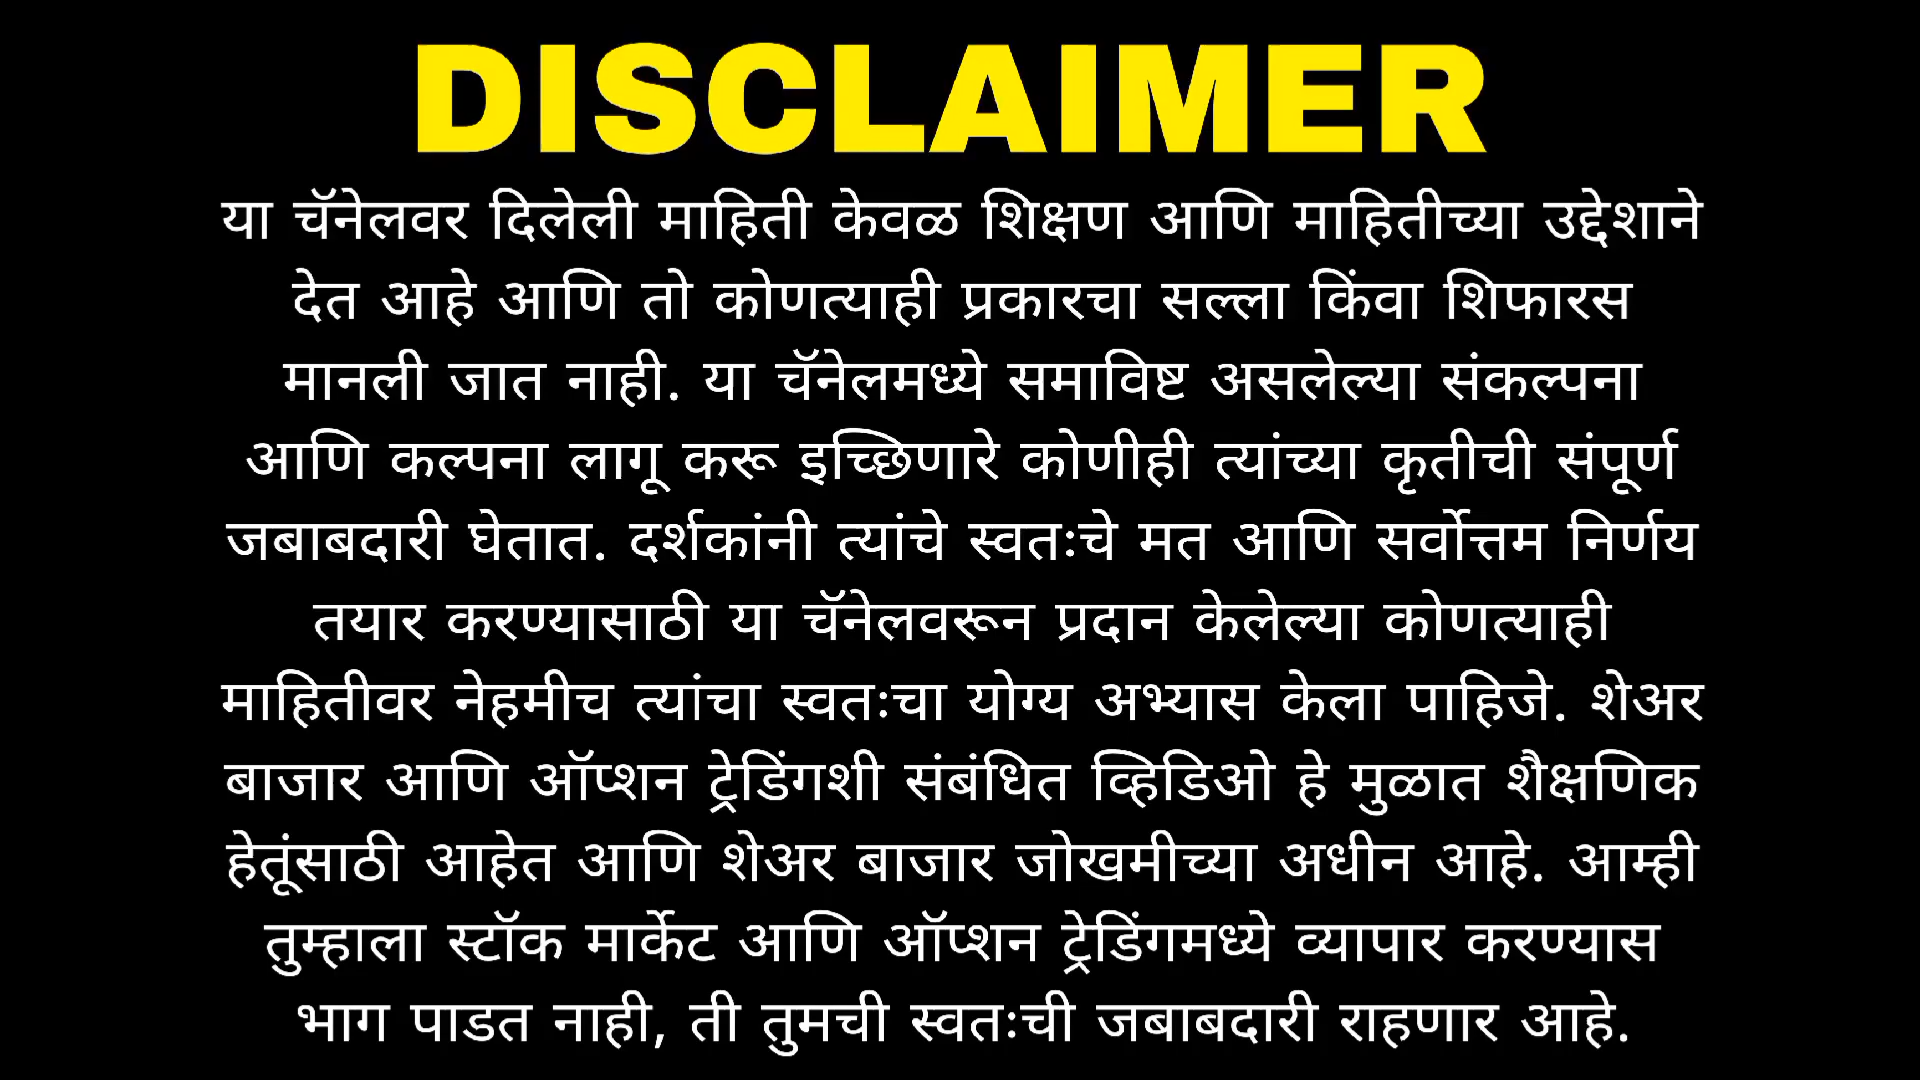 DISCLAIMER
या चॅनेलवर दिलेली माहिती केवळ शिक्षण आणि माहितीच्या उद्देशाने
देत आहे आणि तो कोणत्याही प्रकारचा सल्ला किंवा शिफारस
मानली जात नाही. या चॅनेलमध्ये समाविष्ट असलेल्या संकल्पना
आणि कल्पना लागू करू इच्छिणारे कोणीही त्यांच्या कृतीची संपूर्ण
जबाबदारी घेतात. दर्शकांनी त्यांचे स्वतःचे मत आणि सर्वोत्तम निर्णय
तयार करण्यासाठी या चॅनेलवरून प्रदान केलेल्या कोणत्याही
माहितीवर नेहमीच त्यांचा स्वतःचा योग्य अभ्यास केला पाहिजे. शेअर
बाजार आणि ऑप्शन ट्रेडिंगशी संबंधित व्हिडिओ हे मुळात शैक्षणिक
हेतूंसाठी आहेत आणि शेअर बाजार जोखमीच्या अधीन आहे. आम्ही
तुम्हाला स्टॉक मार्केट आणि ऑप्शन ट्रेडिंगमध्ये व्यापार करण्यास
भाग पाडत नाही, ती तुमची स्वतःची जबाबदारी राहणार आहे.